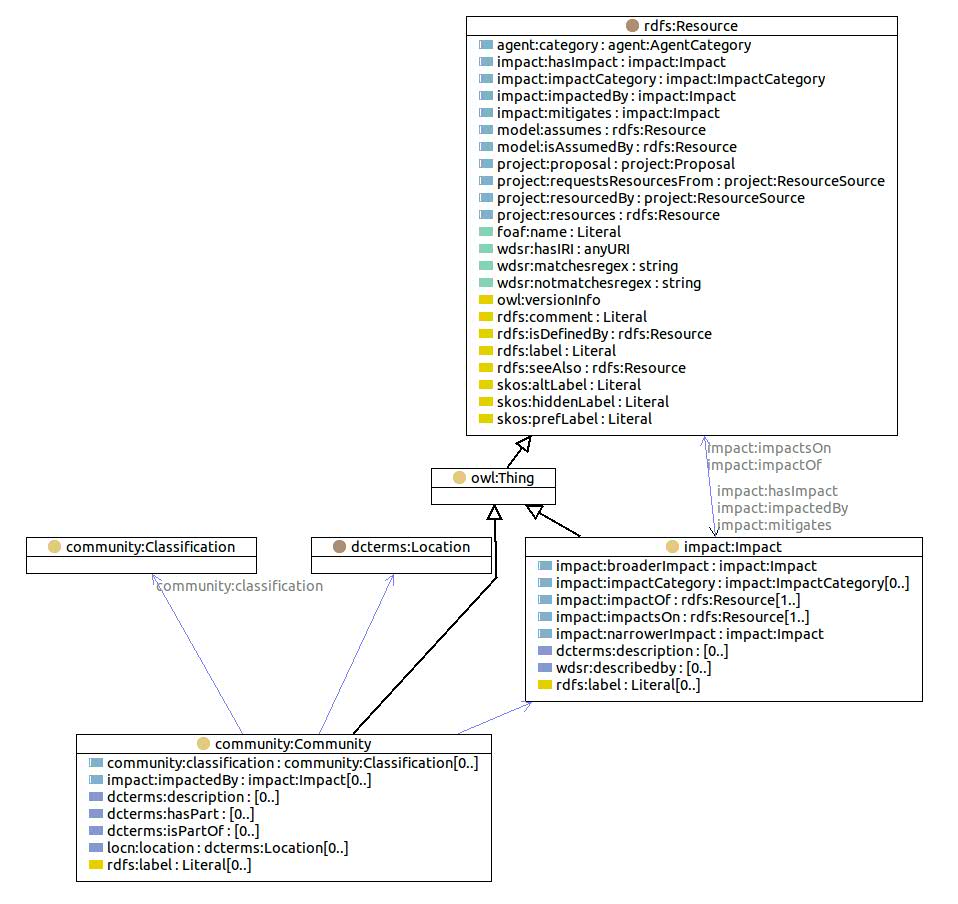 rdfs:Resource
agent:category : agent:AgentCategory
impact:hasImpact : impact:Impact
impact:impactCategory : impact:ImpactCategory
impact:impactedBy : impact:Impact
impact:mitigates : impact:Impact
model:assumes : rdfs:Resource
model:isAssumedBy : rdfs:Resource
project:proposal : project:Proposal
project:requestsResourcesFrom : project:ResourceSource
project:resourcedBy : project:ResourceSource
project:resources : rdfs:Resource
foaf:name : Literal
wdsr:hasIRI : anyURI
wdsr:matchesregex : string
wdsr:notmatchesregex : string
owl:versionInfo
rdfs:comment : Literal
rdfs:isDefinedBy : rdfs:Resource
rdfs:label : Literal
rdfs:seeAlso : rdfs:Resource
skos:altLabel : Literal
skos:hiddenLabel : Literal
skos:prefLabel : Literal
impact:impactsOn
impact:impactOf
impact:hasImpact
impact:impactedBy
impact:mitigates
owl:Thing
community:Classification
dcterms:Location
impact:Impact
impact:broaderImpact : impact:Impact
impact:impactCategory : impact:ImpactCategory[0..]
impact:impactOf : rdfs:Resource[1..]
impact:impactsOn : rdfs:Resource[1..]
impact:narrowerImpact : impact:Impact
dcterms:description : [0..]
wdsr:describedby : [0..]
rdfs:label : Literal[0..]
community:classification
community:Community
community:classification : community:Classification[0..]
impact:impactedBy : impact:Impact[0..]
dcterms:description : [0..]
dcterms:hasPart : [0..]
dcterms:isPartOf : [0..]
locn:location : dcterms:Location[0..]
rdfs:label : Literal[0..]